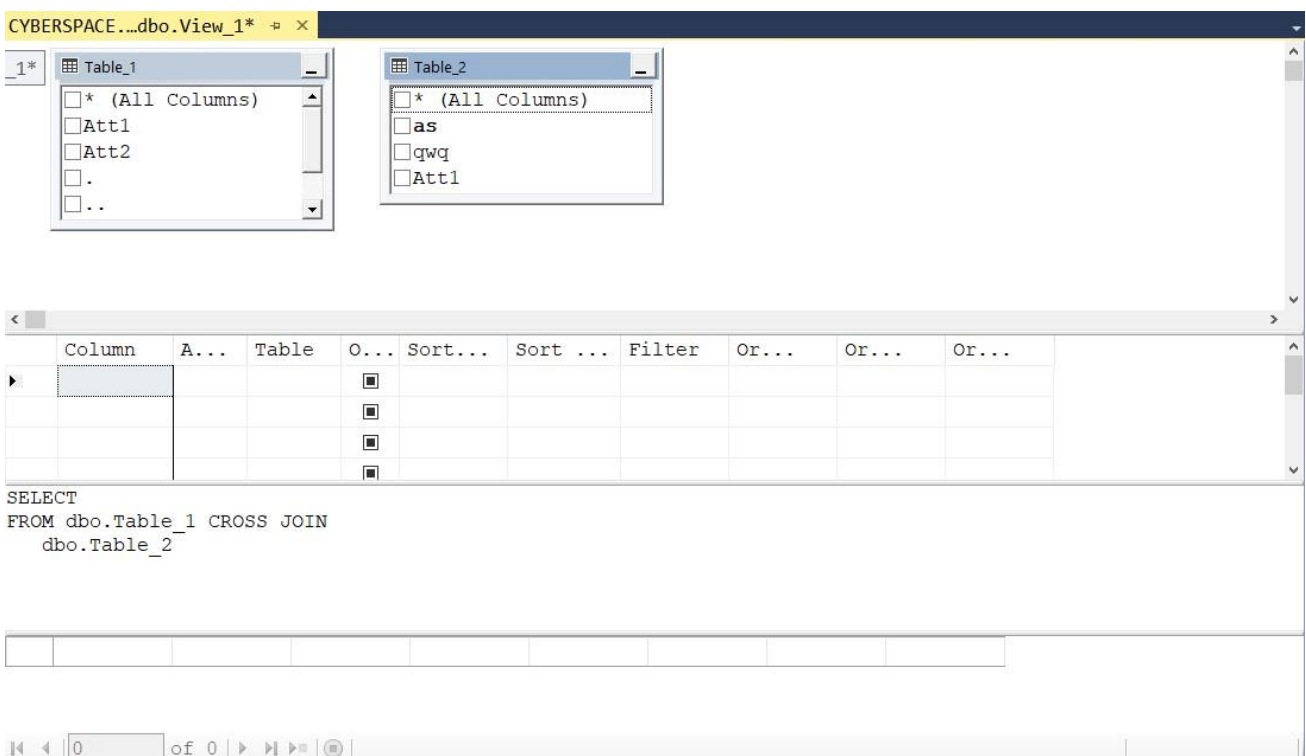 CYBERSPACE....dbo.View_1*
_1*
Table_1
* (All Columns)
Att1
Att2
.
..
Table_2
* (All Columns)
as
qwq
Att1
Column A... Table O... Sort... Sort ... Filter Or... Or... Or...
SELECT
FROM dbo.Table_1 CROSS JOIN
dbo.Table_2
0 of 0